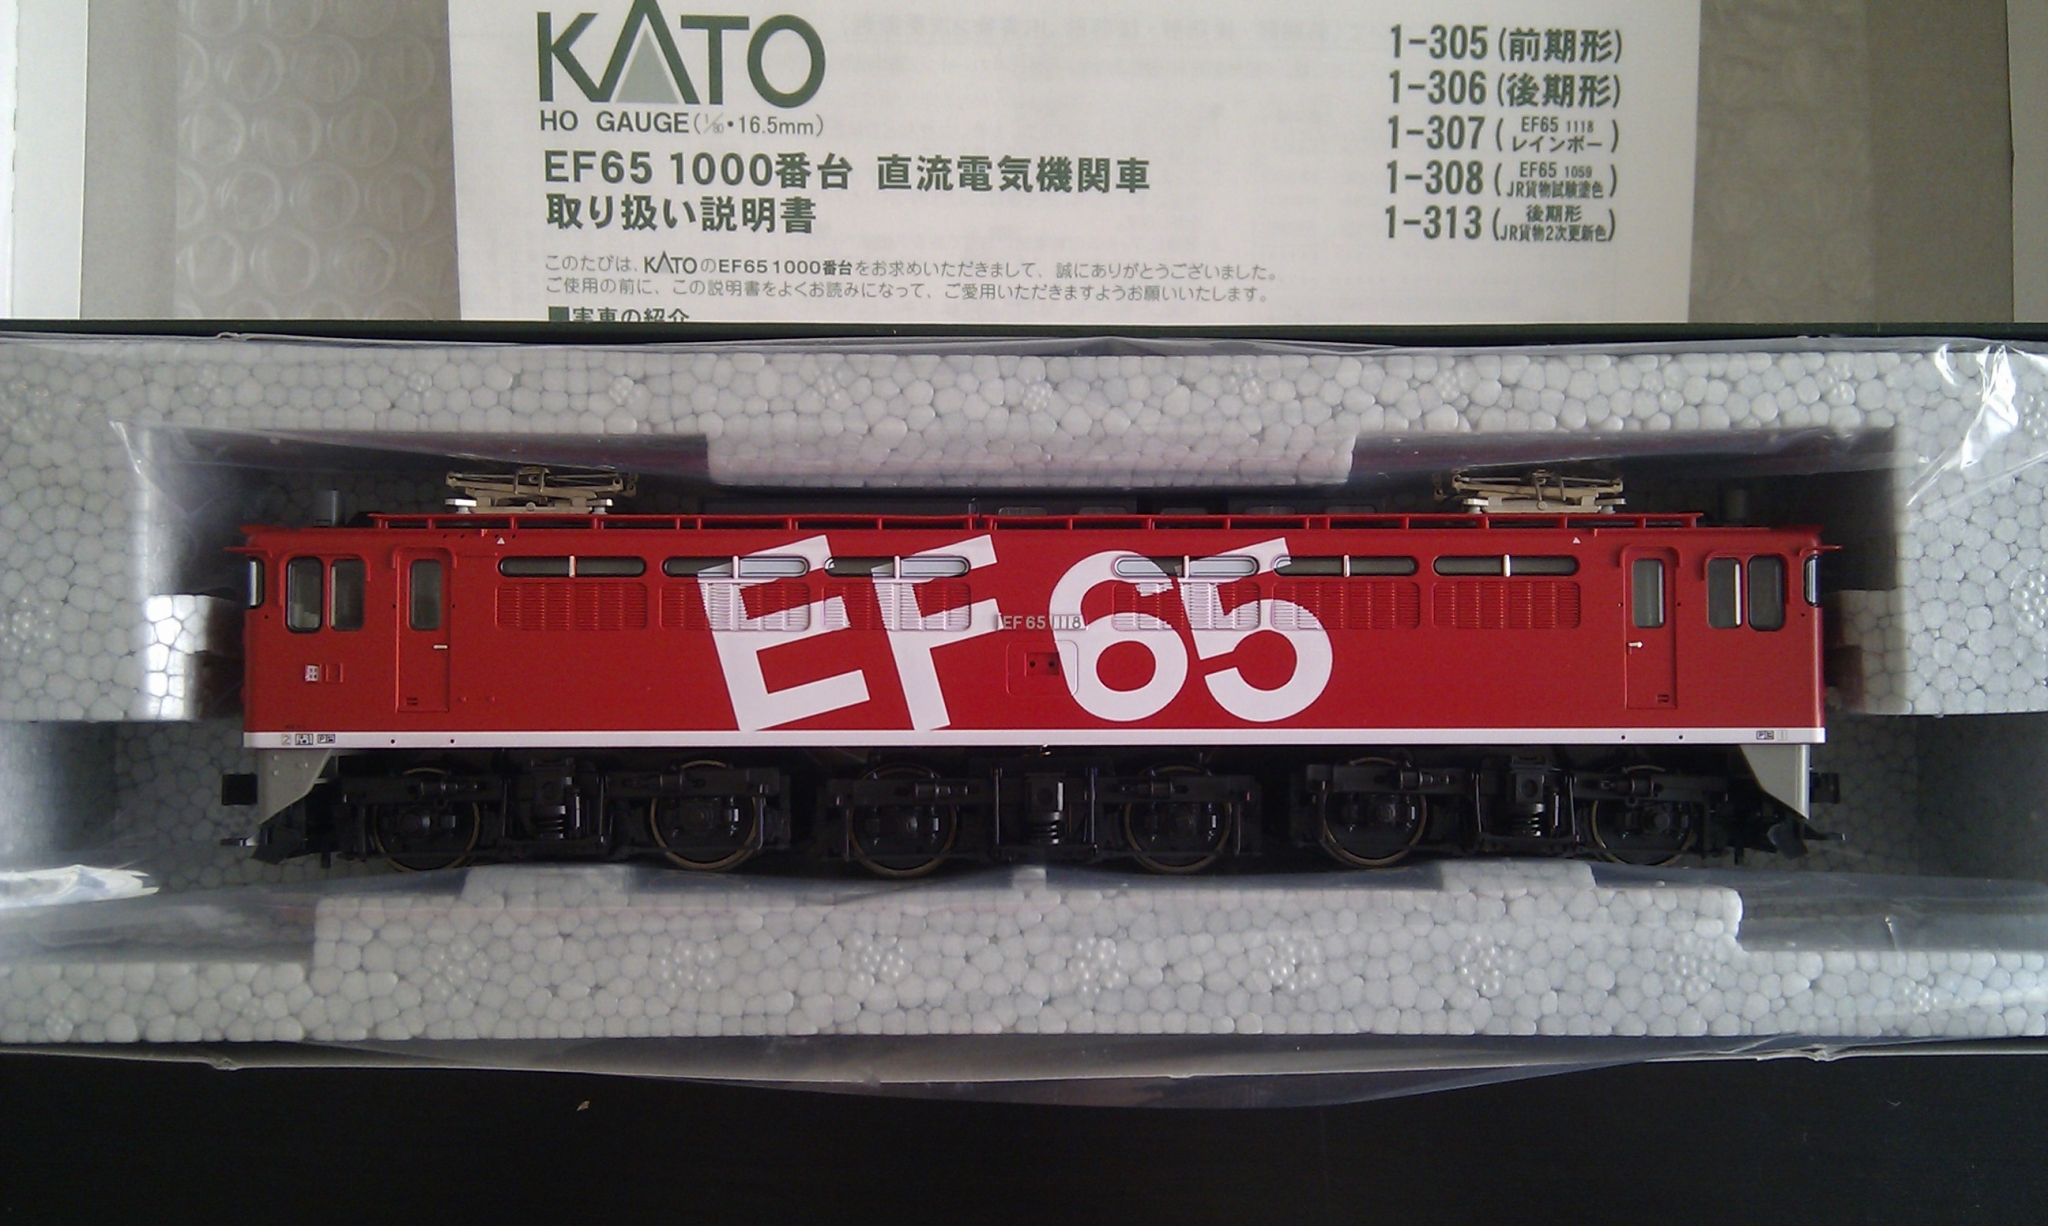 KATO
HO GAUGE(1/80・16.5mm)
EF65 1000番台 直流電気機関車
取り扱い説明書
このたびは、KATOのEF65 1000番台をお求めいただきまして、誠にありがとうございました。
ご使用の前に、この説明書をよくお読みになって、ご愛用いただきますようお願いいたします。
■実車の紹介
1-305(前期形)
1-306(後期形)
1-307(EF65 1118
レインボー)
1-308(EF65 1059
JR貨物試験塗色)
1-313(後期形
JR貨物2次更新色)
EF65
EF65 1118